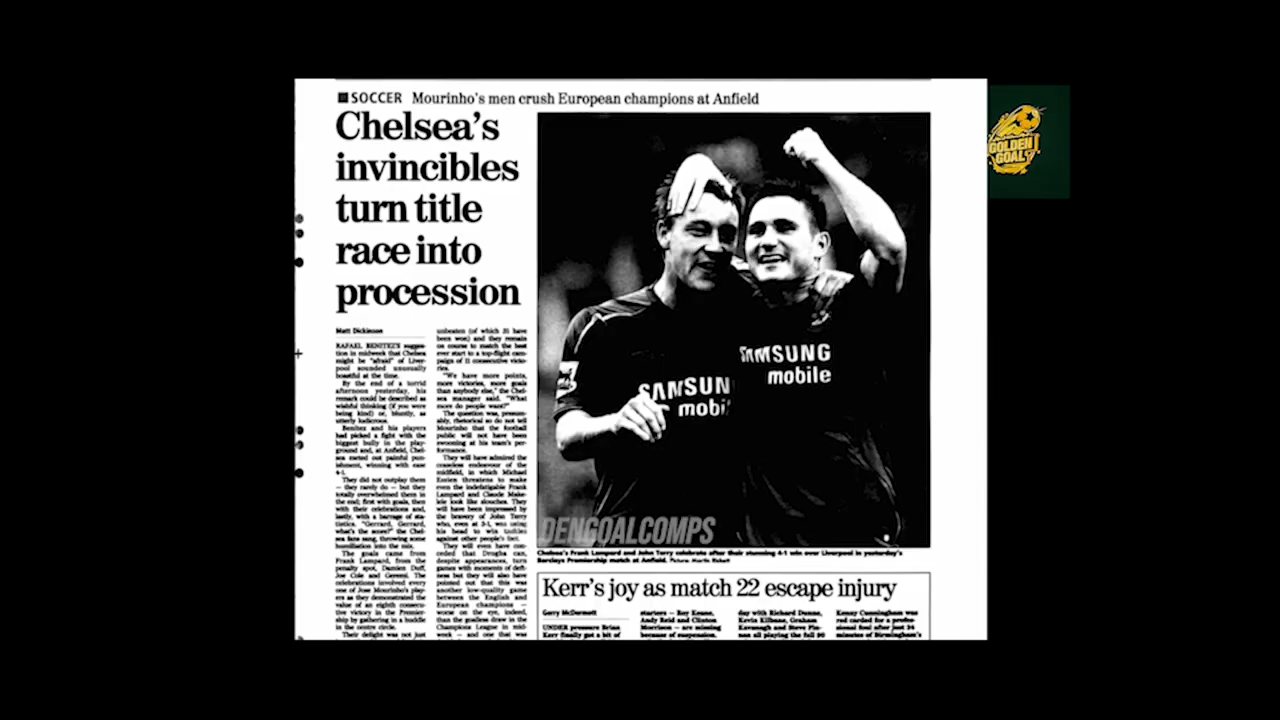 SOCCER Mourinho's men crush European champions at Anfield
Chelsea's
invincibles
turn title
race into
procession
Matt Dickinson
RAFAEL BENITEZ'S sugges-
tion in midweek that Chelsea
might be "afraid" of Liver-
pool sounded unusually
boastful at the time.
By the end of a torrid
afternoon yesterday, his
remark could be described as
wishful thinking (if you were
being kind) or, bluntly, as
utterly ludicrous.
Benitez and his players
had picked a fight with the
biggest bully in the play-
ground and, at Anfield, Chel-
sea meted out painful pun-
ishment, winning with ease
4-1.
They did not outplay them
— they rarely do — but they
totally overwhelmed them in
the end; first with goals, then
with their celebrations and,
lastly, with a barrage of sta-
tistics. "Gerrard, Gerrard,
what's the score?" the Chel-
sea fans sang, throwing some
humiliation into the mix.
The goals came from
Frank Lampard, from the
penalty spot, Damien Duff,
Joe Cole and Geremi. The
celebrations involved every
one of Jose Mourinho's play-
ers as they demonstrated the
value of an eighth consecu-
tive victory in the Premier-
ship by gathering in a huddle
in the centre circle.
Their delight was not just
unbeaten (of which 35 have
been won) and they remain
on course to match the best
ever start to a top-flight cam-
paign of 11 consecutive victo-
ries.
"We have more points,
more victories, more goals
than anybody else," the Chel-
sea manager said. "What
more do people want?"
The question was, presum-
ably, rhetorical so do not tell
Mourinho that the football
public will not have been
swooning at his team's per-
formance.
They will have admired the
ceaseless endeavour of the
midfield, in which Michael
Essien threatens to make
even the indefatigable Frank
Lampard and Claude Make-
lele look like slouches. They
will have been impressed by
the bravery of John Terry
who, even at 3-1, was using
his head to win tackles
against other people's feet.
They will even have con-
ceded that Drogba can,
despite appearances, turn
games with moments of deft-
ness but they will also have
pointed out that this was
another low-quality game
between the English and
European champions —
worse on the eye, indeed,
than the goalless draw in the
Champions League in mid-
week — and one that was
SAMSUNG
mobile
SAMSUN
mobil
DENGOALCOMPS
Chelsea's Frank Lampard and John Terry celebrate after their stunning 4-1 win over Liverpool in yesterday's
Barclays Premiership match at Anfield. Picture: Martin Rickett
Kerr's joy as match 22 escape injury
Garry McDermott
UNDER pressure Brian
Kerr finally got a bit of
starters — Roy Keane,
Andy Reid and Clinton
Morrison — are missing
because of suspension.
day with Richard Dunne,
Kevin Kilbane, Graham
Kavanagh and Steve Fin-
nan all playing the full 90
Kenny Cunningham was
red carded for a profes-
sional foul after just 24
minutes of Birmingham's
GOLDEN
GOAL